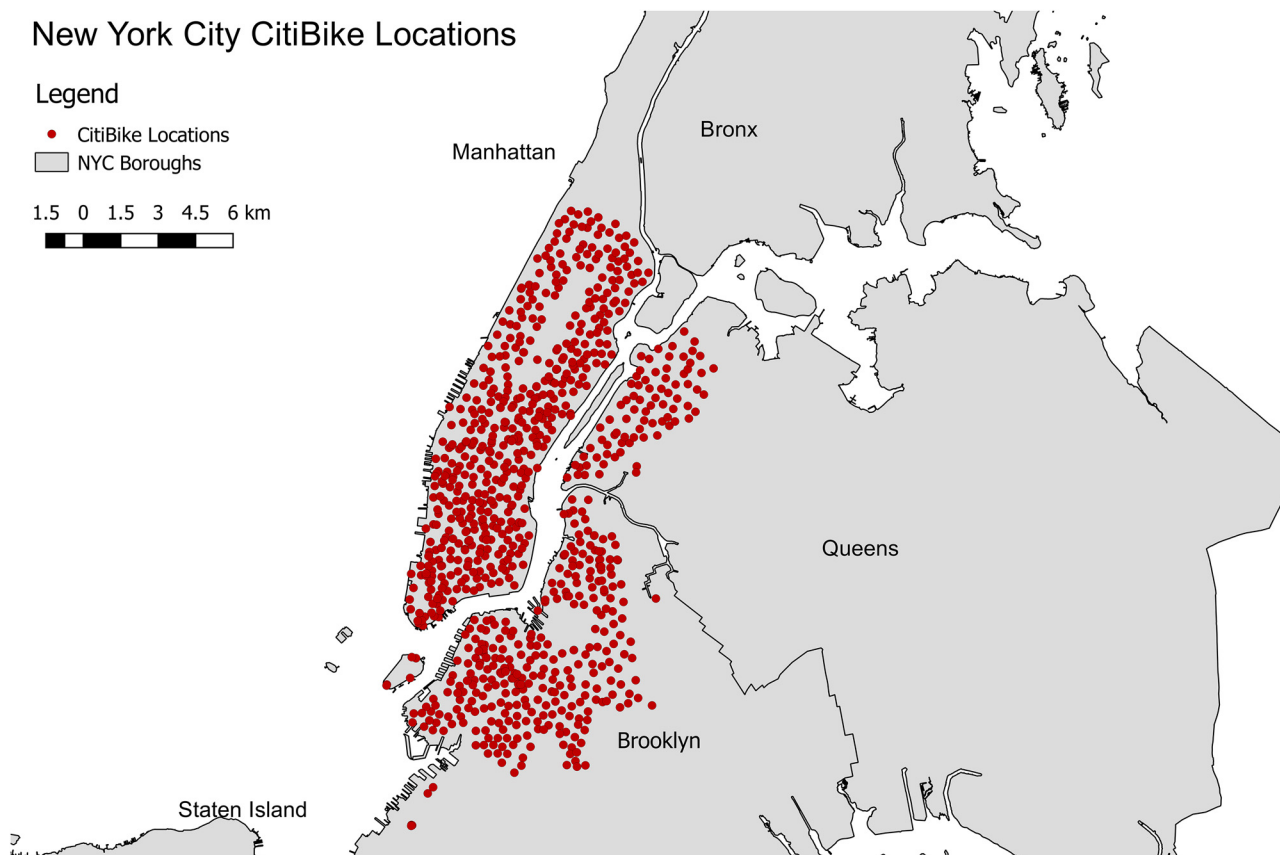 New York City CitiBike Locations
Legend
CitiBike Locations
NYC Boroughs
1.5 0 1.5 3 4.5 6 km
Manhattan
Bronx
Queens
Brooklyn
Staten Island